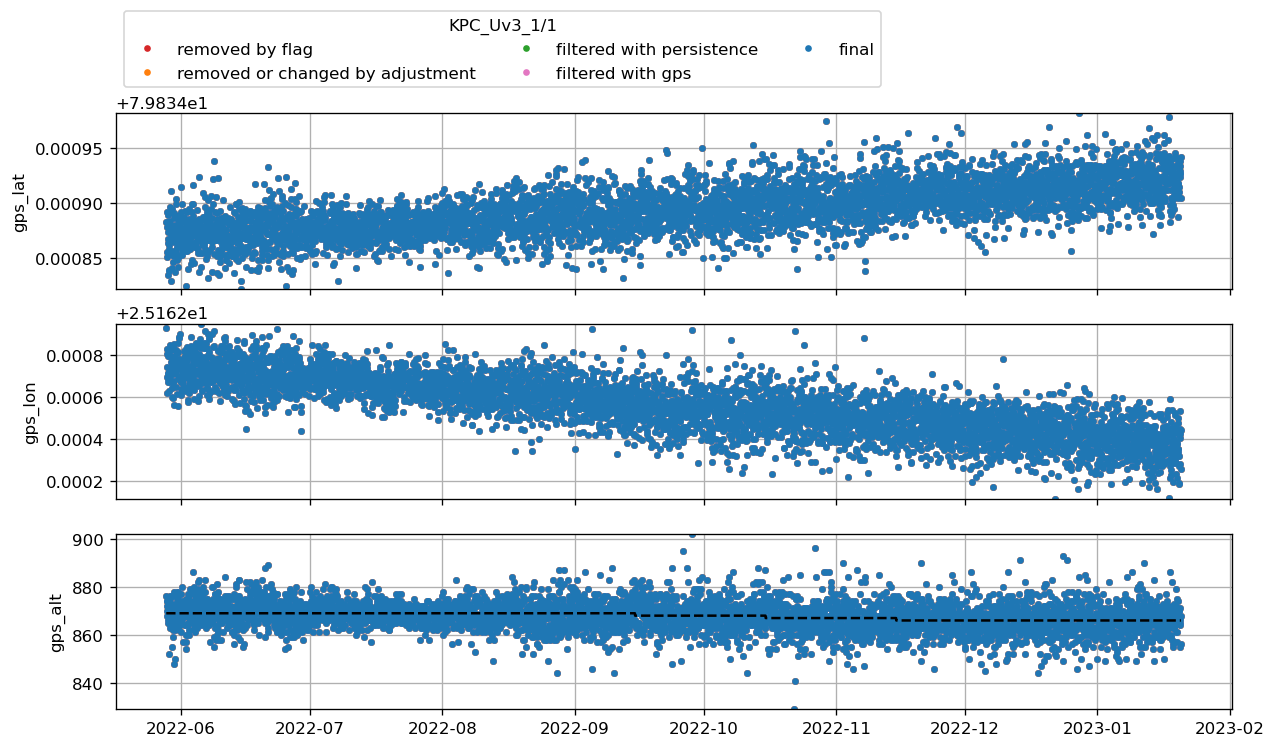 KPC_Uv3_1/1
removed by flag
filtered with persistence
final
removed or changed by adjustment
filtered with gps
+7.9834e1
gps_lat
0.00095
0.00090
0.00085
+2.5162e1
gps_lon
0.0008
0.0006
0.0004
0.0002
gps_alt
900
880
860
840
2022-06 2022-07 2022-08 2022-09 2022-10 2022-11 2022-12 2023-01 2023-02